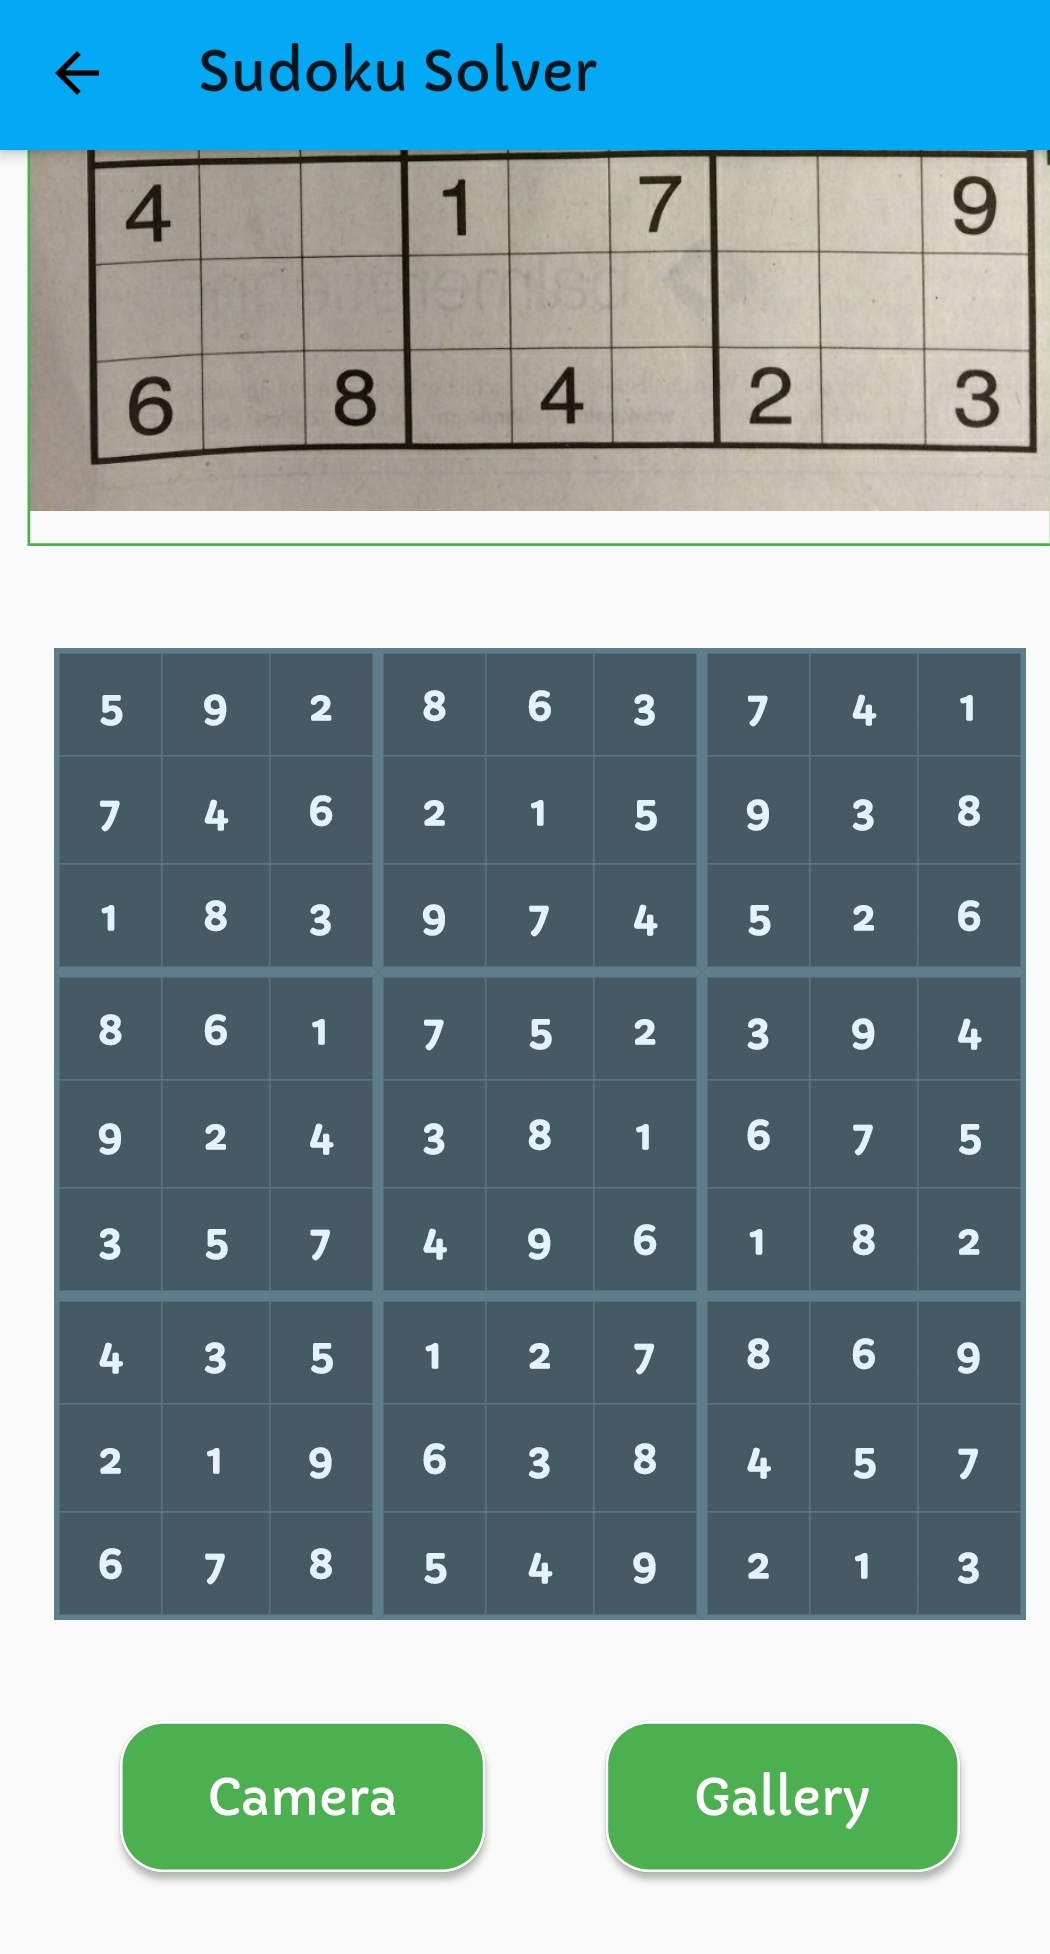 Sudoku Solver
4 1 7 9
6 8 4 2 3
5 9 2 8 6 3 7 4 1
7 4 6 2 1 5 9 3 8
1 8 3 9 7 4 5 2 6
8 6 1 7 5 2 3 9 4
9 2 4 3 8 1 6 7 5
3 5 7 4 9 6 1 8 2
4 3 5 1 2 7 8 6 9
2 1 9 6 3 8 4 5 7
6 7 8 5 4 9 2 1 3
Camera Gallery